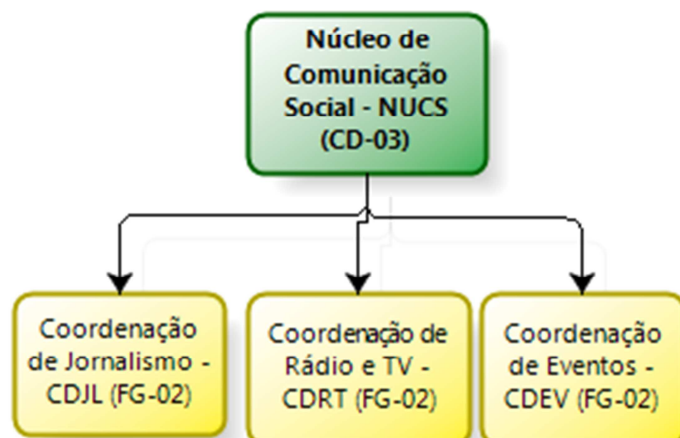 Núcleo de
Comunicação
Social - NUCS
(CD-03)
Coordenação
de Jornalismo -
CDJL (FG-02)
Coordenação de
Rádio e TV -
CDRT (FG-02)
Coordenação
de Eventos -
CDEV (FG-02)